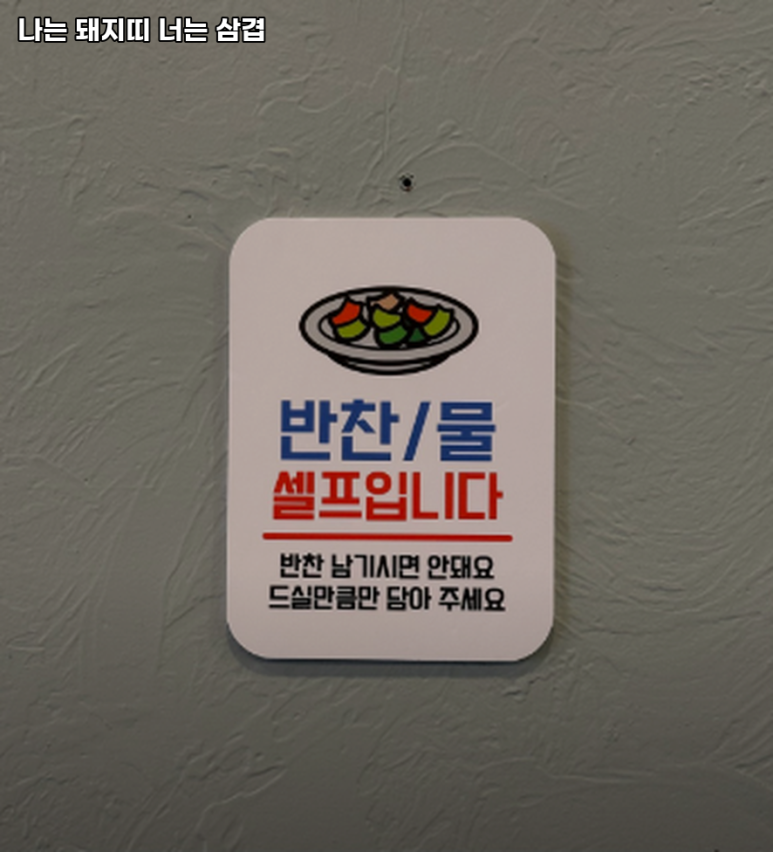 나는 돼지띠 너는 삼겹
반찬/물
셀프입니다
반찬 남기시면 안돼요
드실만큼만 담아 주세요